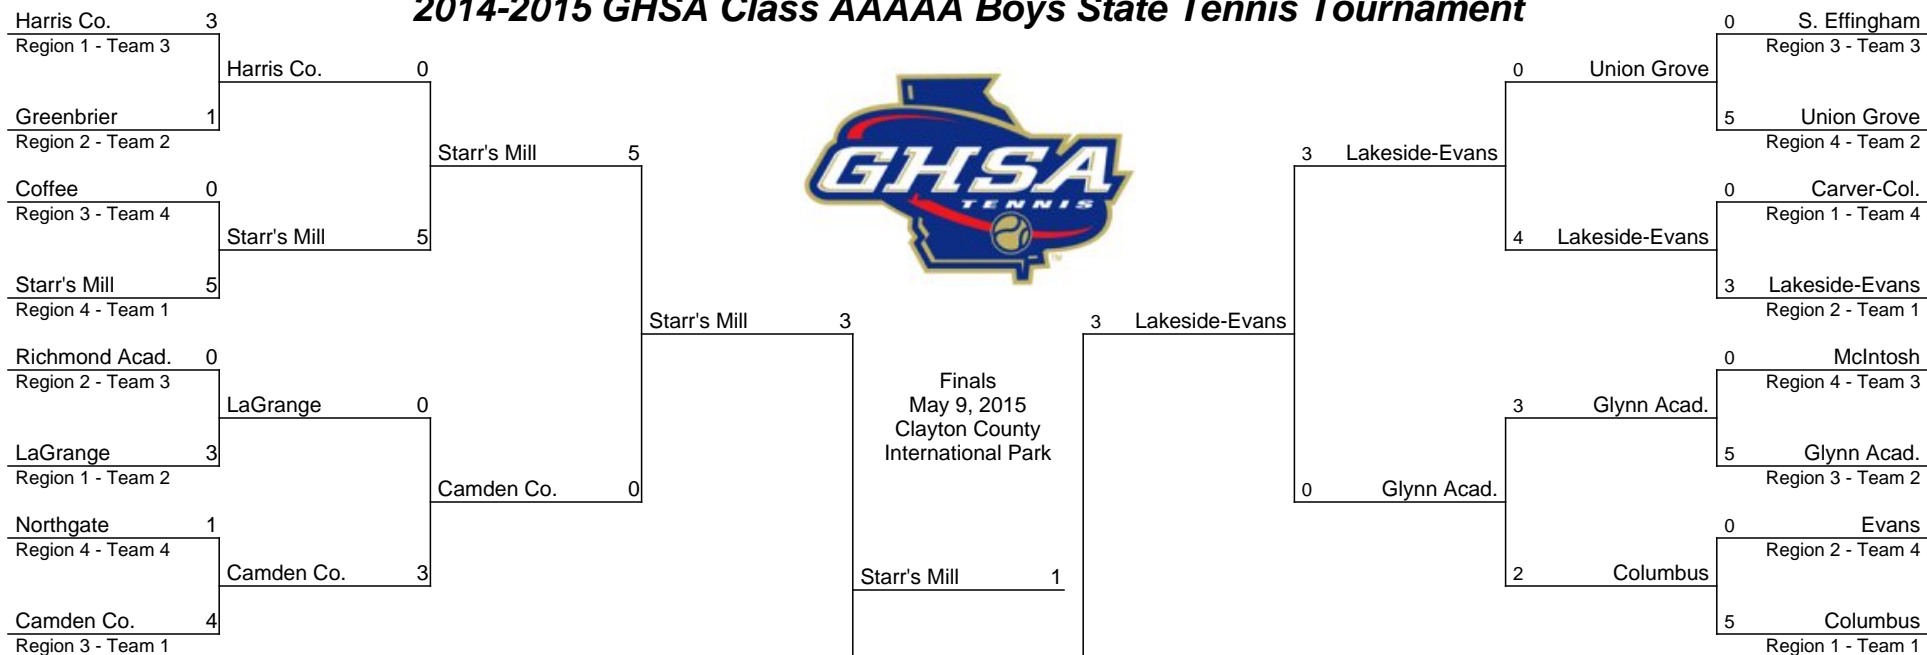 2014-2015 GHSA Class AAAAA Boys State Tennis Tournament
Harris Co. 3
Region 1 - Team 3
Greenbrier 1
Region 2 - Team 2
Coffee 0
Region 3 - Team 4
Starr's Mill 5
Region 4 - Team 1
Richmond Acad. 0
Region 2 - Team 3
LaGrange 3
Region 1 - Team 2
Northgate 1
Region 4 - Team 4
Camden Co. 4
Region 3 - Team 1
Harris Co. 0
Starr's Mill 5
LaGrange 0
Camden Co. 3
Starr's Mill 5
Camden Co. 0
Starr's Mill 3
GHSA
TENNIS
TM
Finals
May 9, 2015
Clayton County
International Park
Starr's Mill 1
3 Lakeside-Evans
3 Lakeside-Evans
0 Glynn Acad.
0 Union Grove
4 Lakeside-Evans
3 Glynn Acad.
2 Columbus
0 S. Effingham
Region 3 - Team 3
5 Union Grove
Region 4 - Team 2
0 Carver-Col.
Region 1 - Team 4
3 Lakeside-Evans
Region 2 - Team 1
0 McIntosh
Region 4 - Team 3
5 Glynn Acad.
Region 3 - Team 2
0 Evans
Region 2 - Team 4
5 Columbus
Region 1 - Team 1